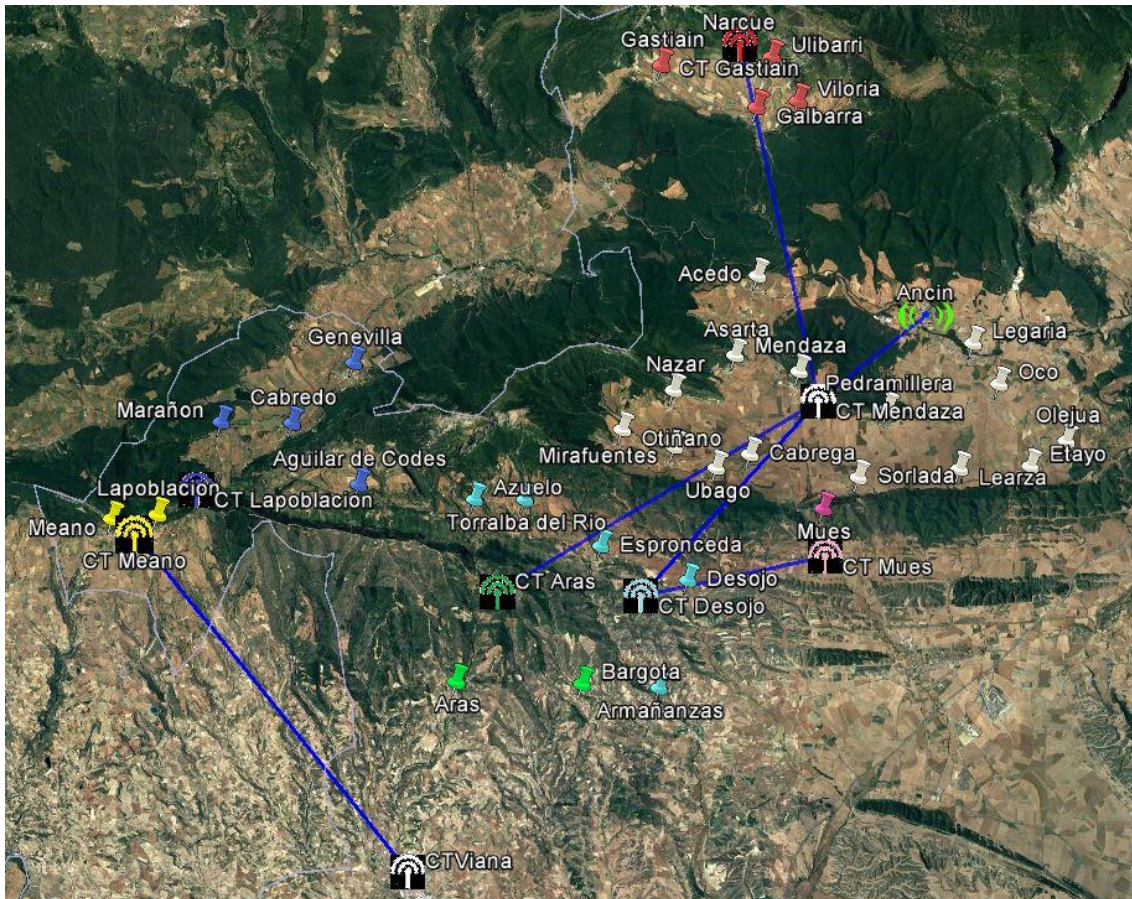 Narcue
Gastiain
Ulibarri
CT Gastiain
Viloria
Galbarra
Acedo
Ancin
Legaria
Asarta
Mendaza
Genevilla
Nazar
Pedramillera
Oco
Marañon
Cabredo
CT Mendaza
Olejua
Otiñano
Mirafuentes
Cabrega
Etayo
Aguilar de Codes
Sorlada
Learza
Ubago
Lapoblación
CT Lapoblación
Azuelo
Meano
Torralba del Rio
Mues
CT Meano
Espronceda
CT Mues
CT Aras
Desojo
CT Desojo
Bargota
Aras
Armañanzas
CTViana